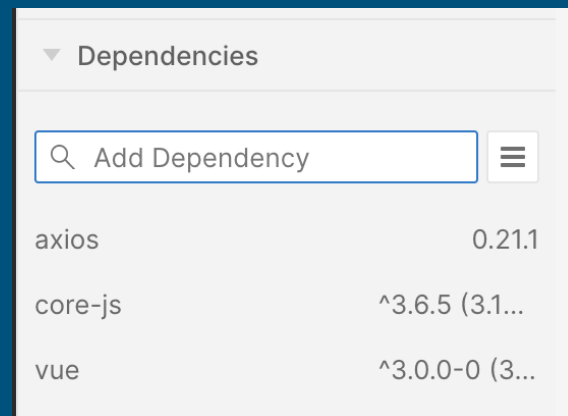 Dependencies
Add Dependency
axios 0.21.1
core-js ^3.6.5 (3.1...
vue ^3.0.0-0 (3...